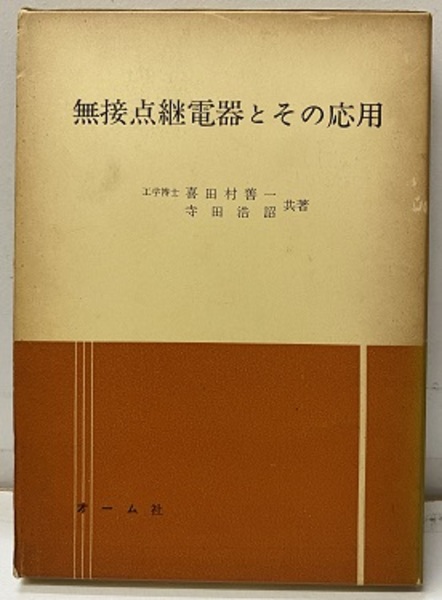 無接点継電器とその応用
工学博士 喜田村善一
寺田浩詔 共著
オーム社